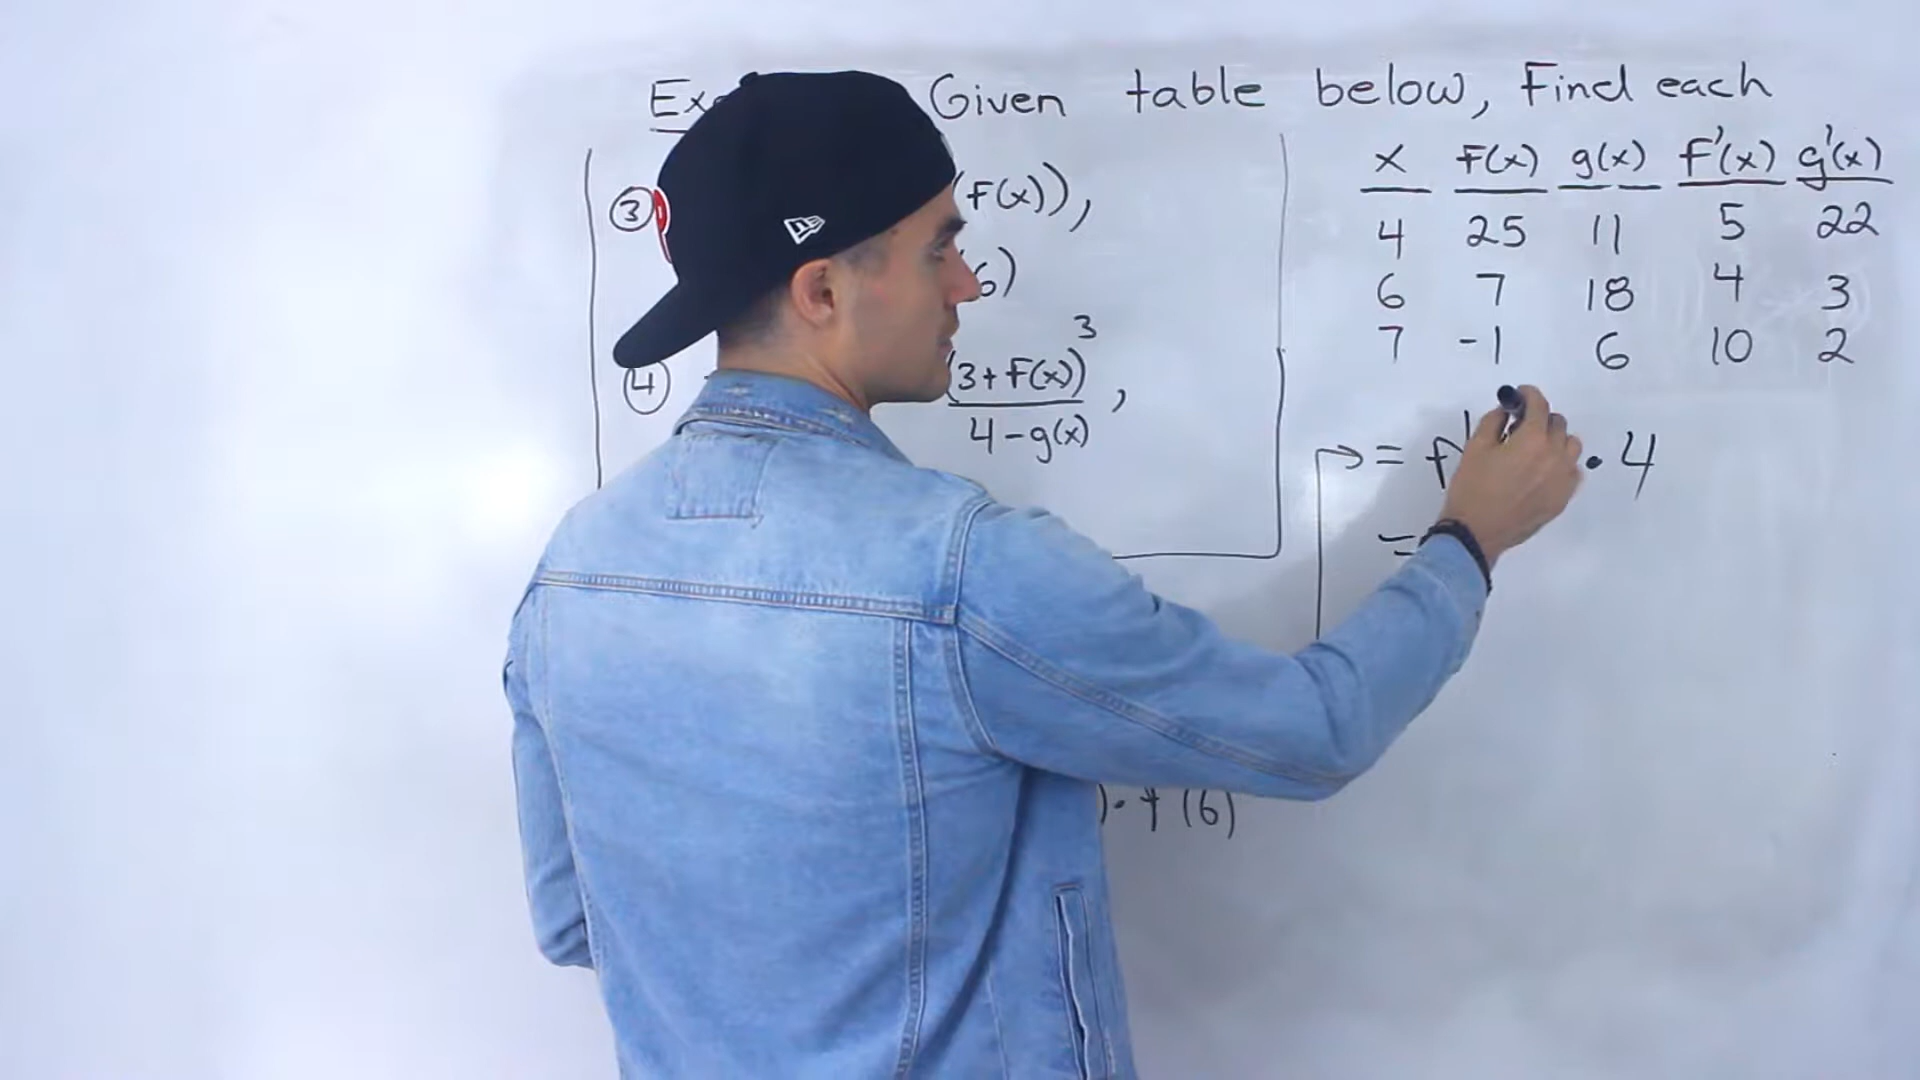 Given table below, Find each
③ (f(x)),
6)
④ (3+f(x))³
4-g(x) ,
x f(x) g(x) f'(x) g'(x)
4 25 11 5 22
6 7 18 4 3
7 -1 6 10 2
= f' · 4
=
)· f'(6)